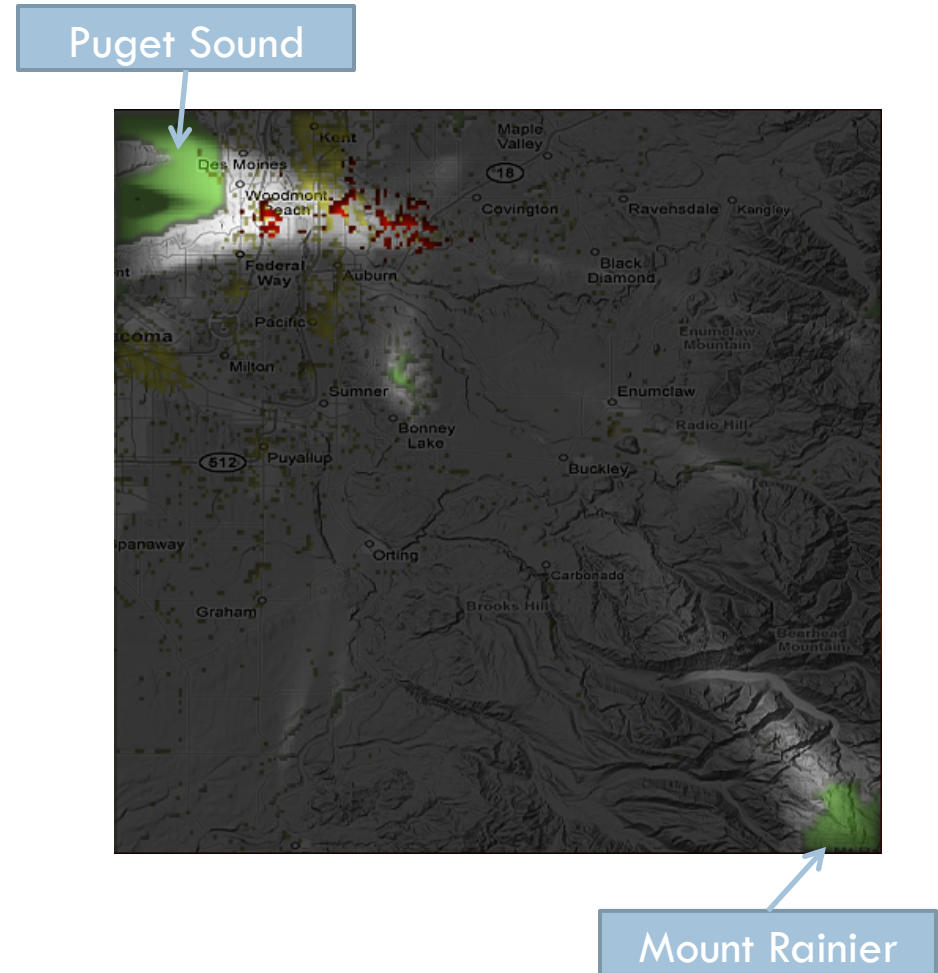 Puget Sound
Kent
Maple
Valley
Des Moines
18
Woodmont
Beach
Covington
Ravensdale
Kangley
Federal
Way
Auburn
Black
Diamond
Pacific
Enumclaw
Mountain
coma
Milton
Sumner
Enumclaw
Bonney
Lake
Radio Hill
512
Puyallup
Buckley
panaway
Orting
Carbonado
Graham
Brooks Hill
Bearhead
Mountain
Mount Rainier